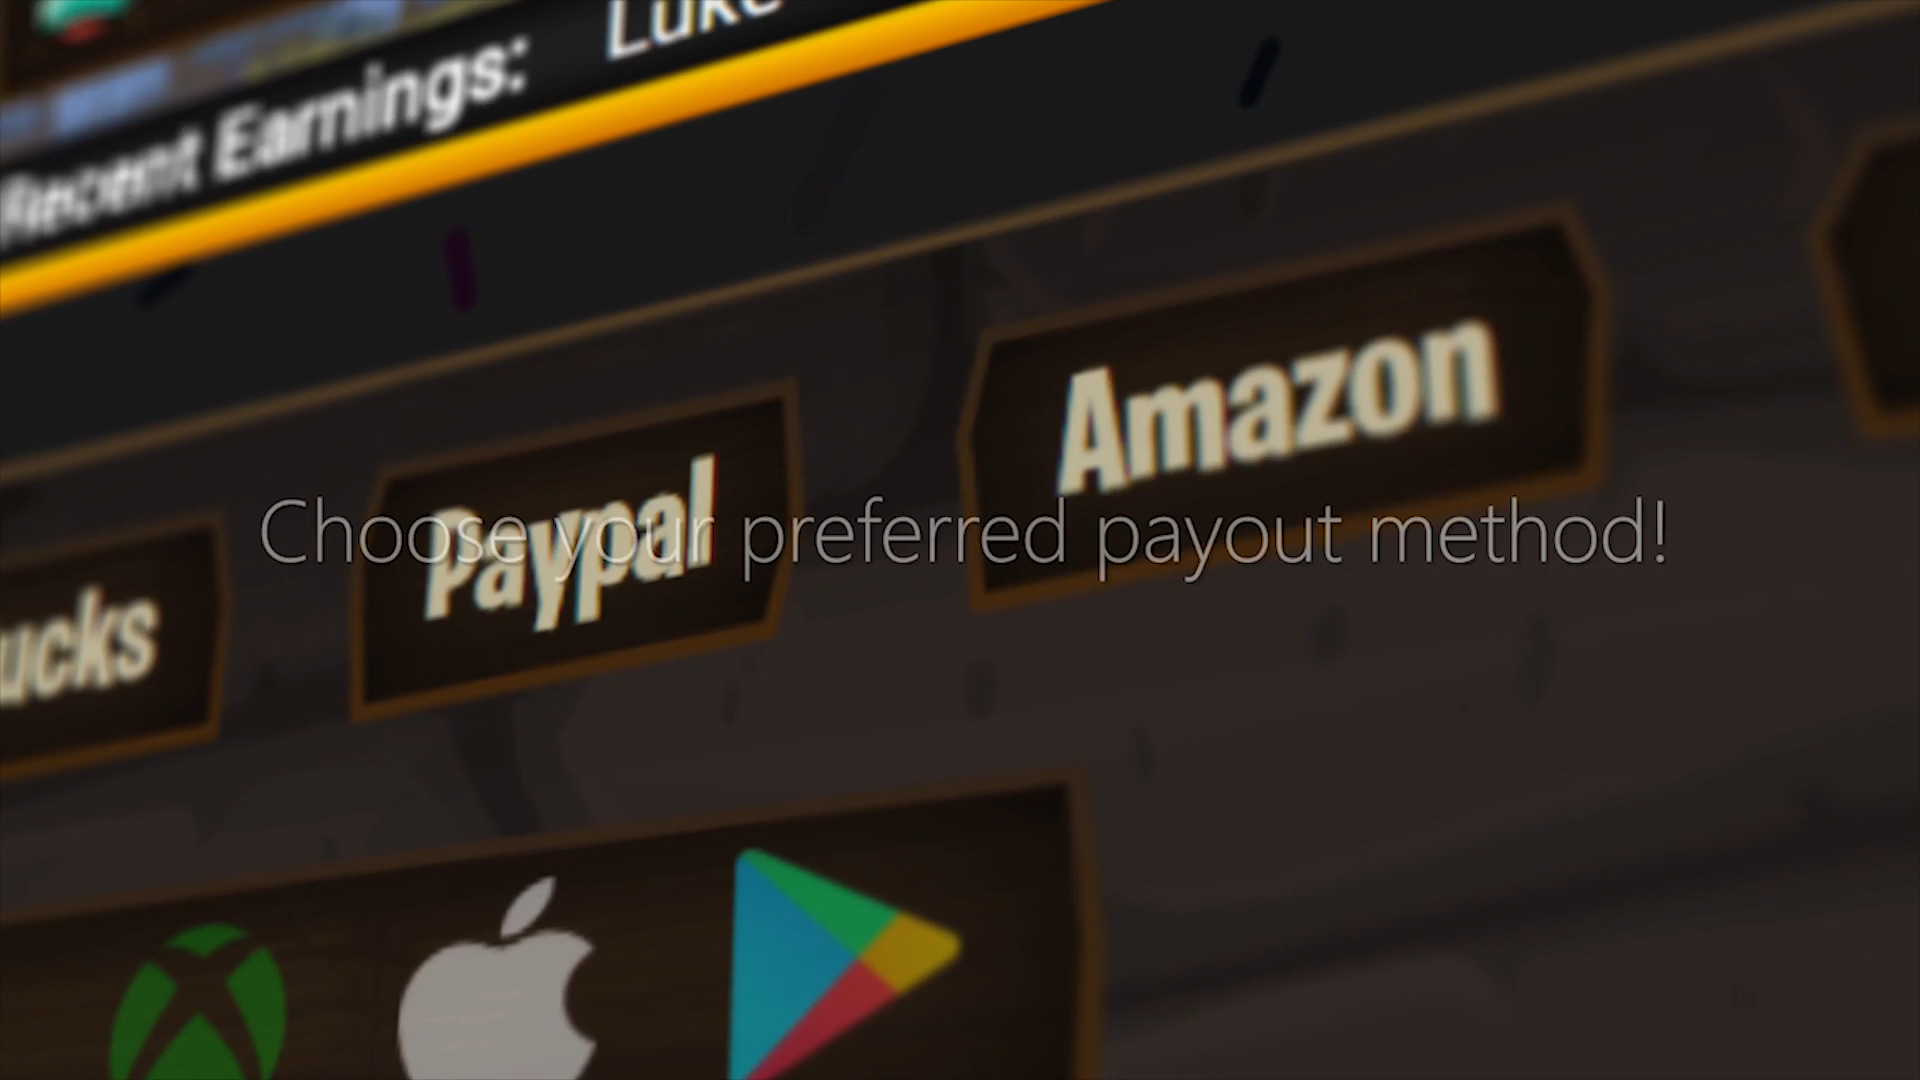 Recent Earnings: Luke
Amazon
Paypal
ucks
Choose your preferred payout method!